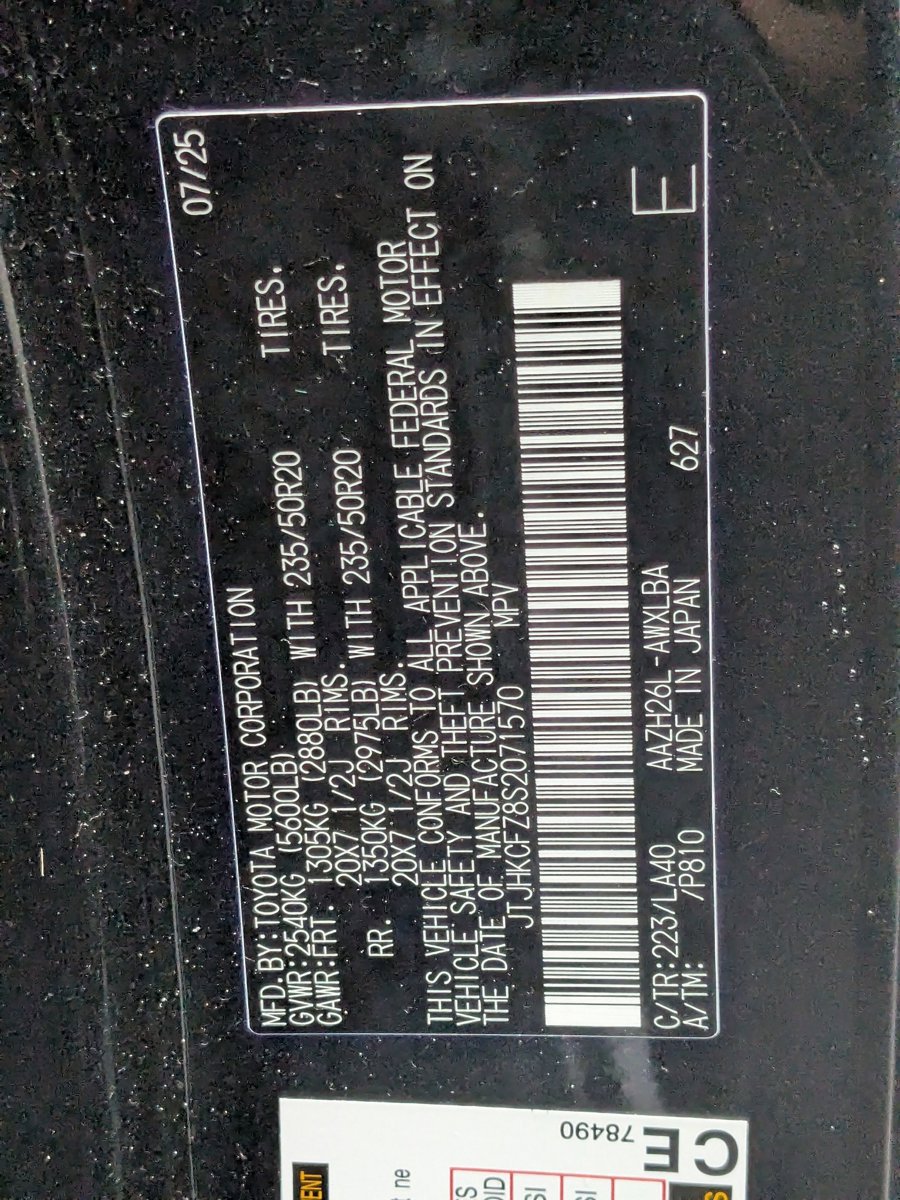 07/25
MFD.BY:TOYOTA MOTOR CORPORATION
GVWR:2540KG (5600LB)
GAWR:FRT. 1305KG (2880LB) WITH 235/50R20 TIRES.
20X7 1/2J RIMS.
RR. 1350KG (2975LB) WITH 235/50R20 TIRES.
20X7 1/2J RIMS.
THIS VEHICLE CONFORMS TO ALL APPLICABLE FEDERAL MOTOR
VEHICLE SAFETY AND THEFT PREVENTION STANDARDS IN EFFECT ON
THE DATE OF MANUFACTURE SHOWN ABOVE.
JTJHKCFZ8S2071570 MPV
E
C/TR:223/LA40 AAZH26L-AWXLBA 627
A/TM: /P810 MADE IN JAPAN
78490
CE